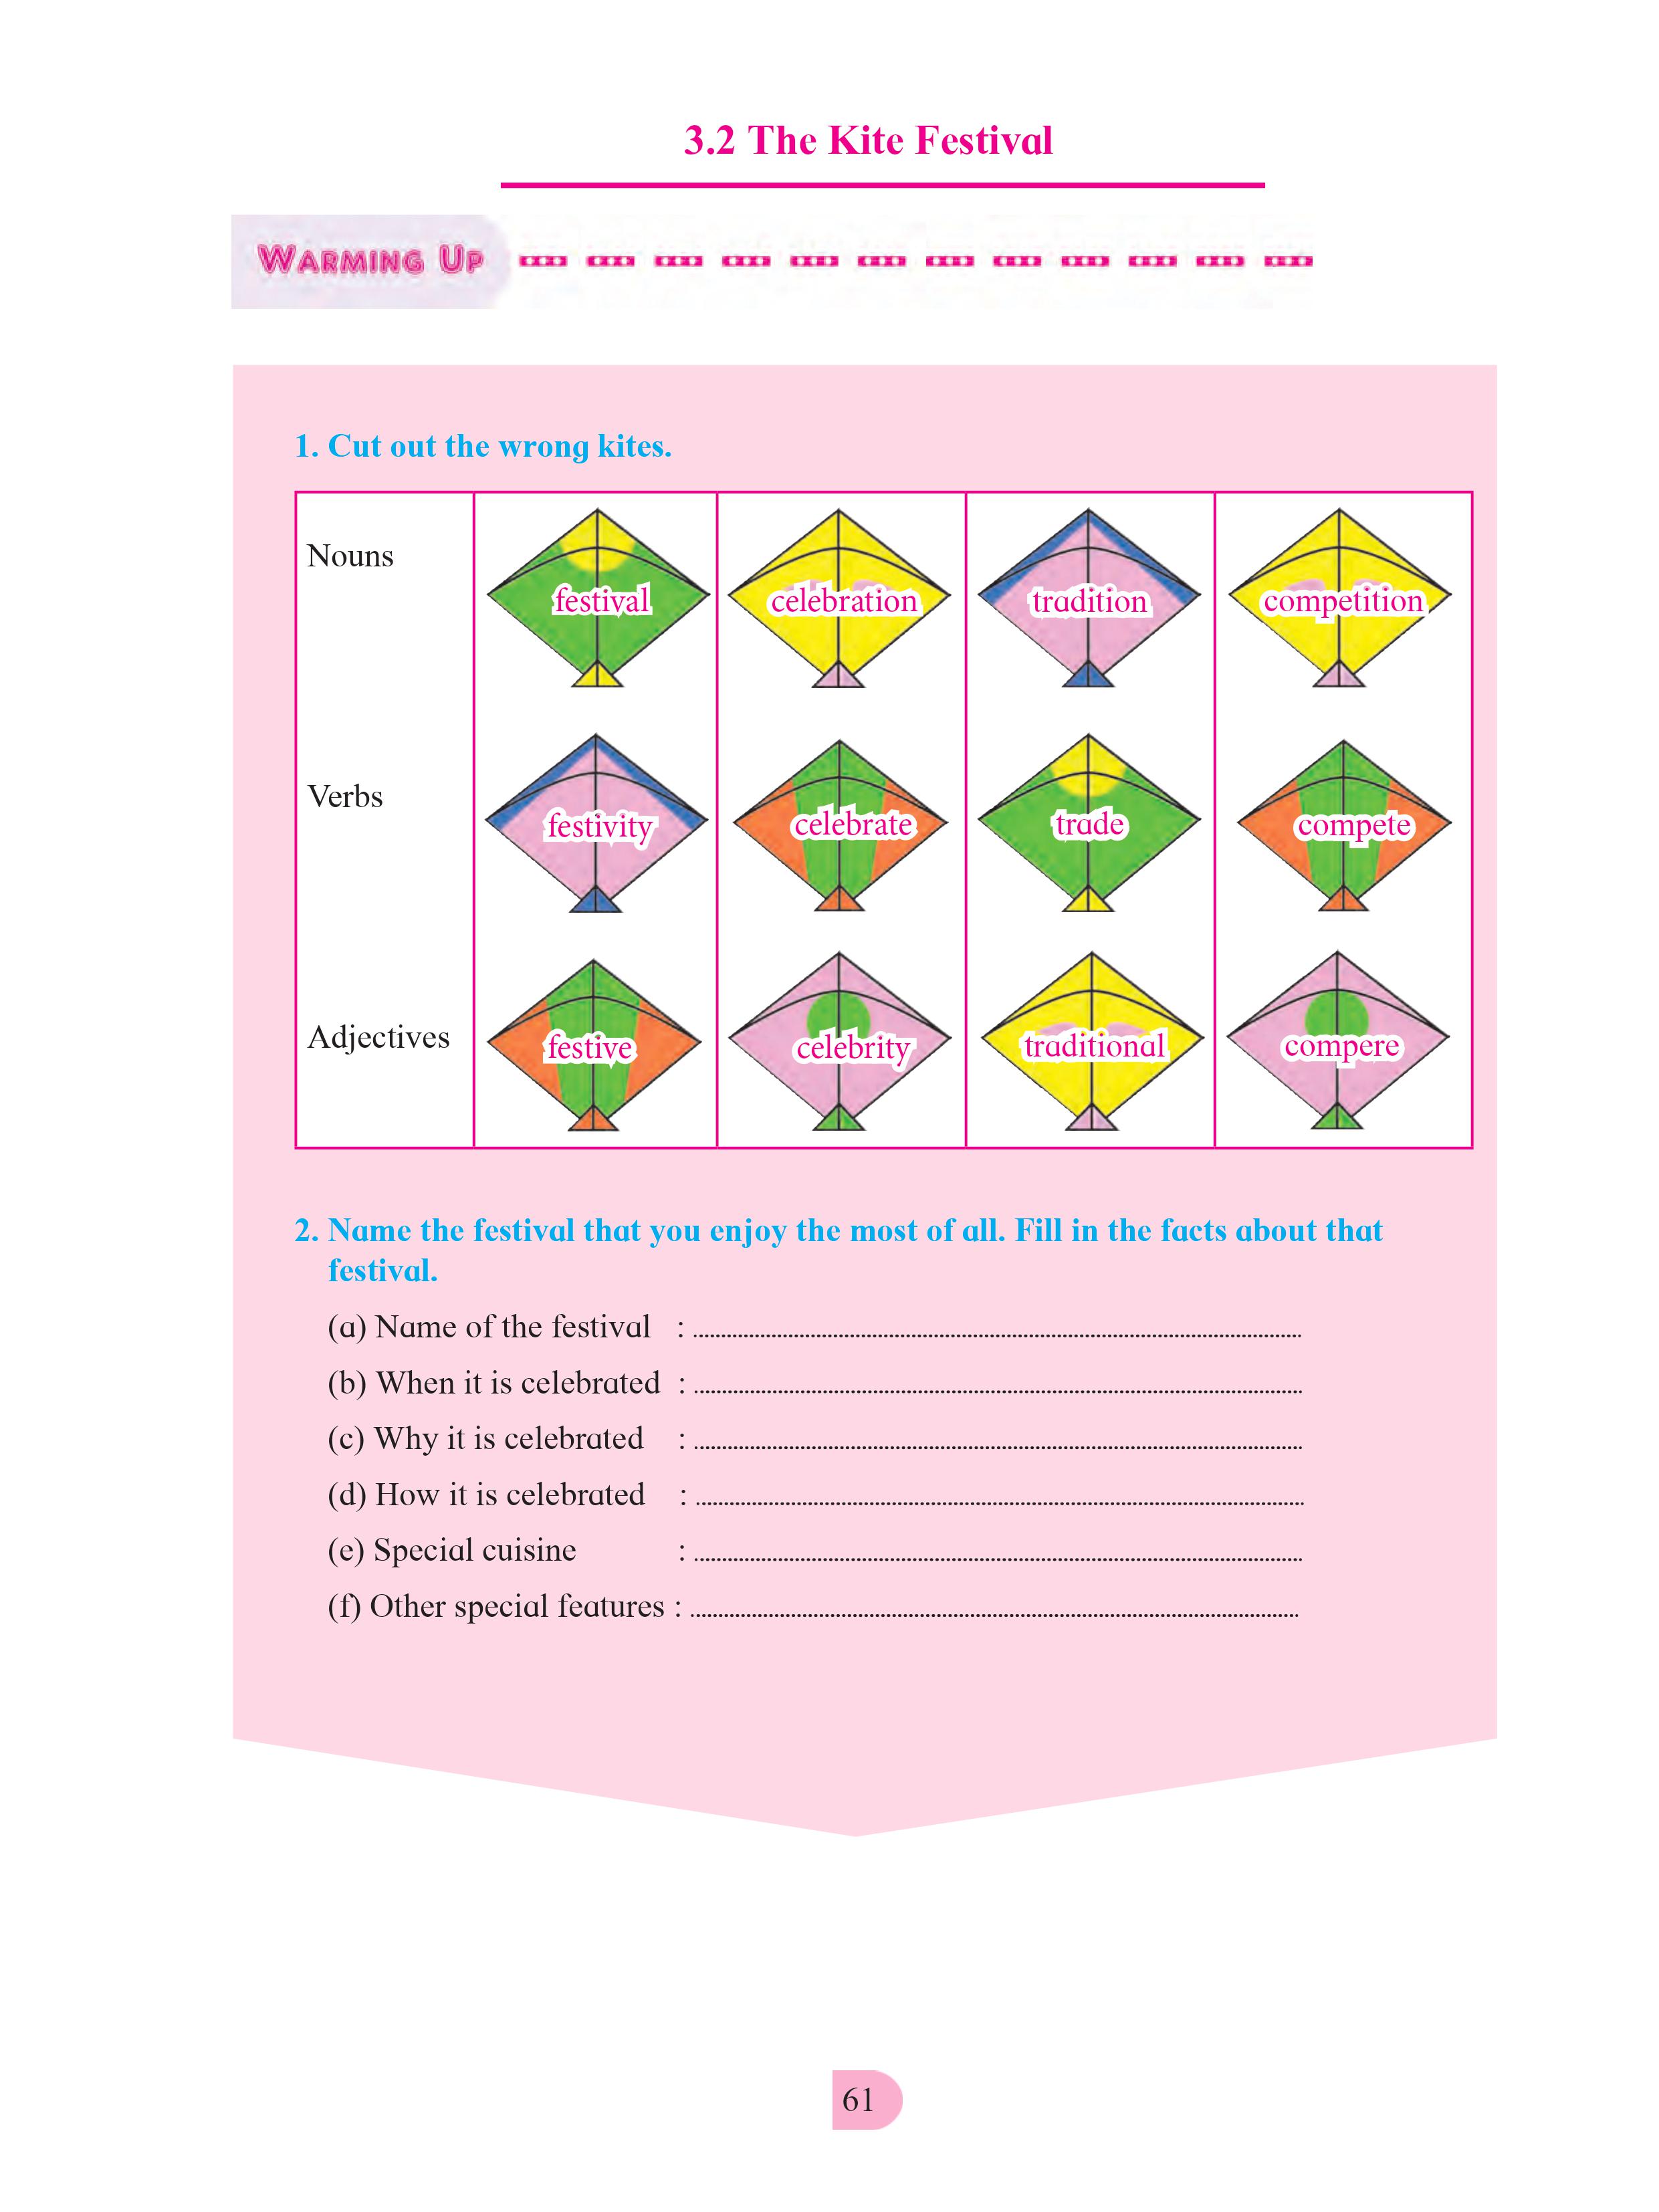 3.2 The Kite Festival
WARMING UP
1. Cut out the wrong kites.
Nouns festival celebration tradition competition
Verbs festivity celebrate trade compete
Adjectives festive celebrity traditional compere
2. Name the festival that you enjoy the most of all. Fill in the facts about that
festival.
(a) Name of the festival : ............................................................
(b) When it is celebrated : ............................................................
(c) Why it is celebrated : ............................................................
(d) How it is celebrated : ............................................................
(e) Special cuisine : ............................................................
(f) Other special features : ............................................................
61